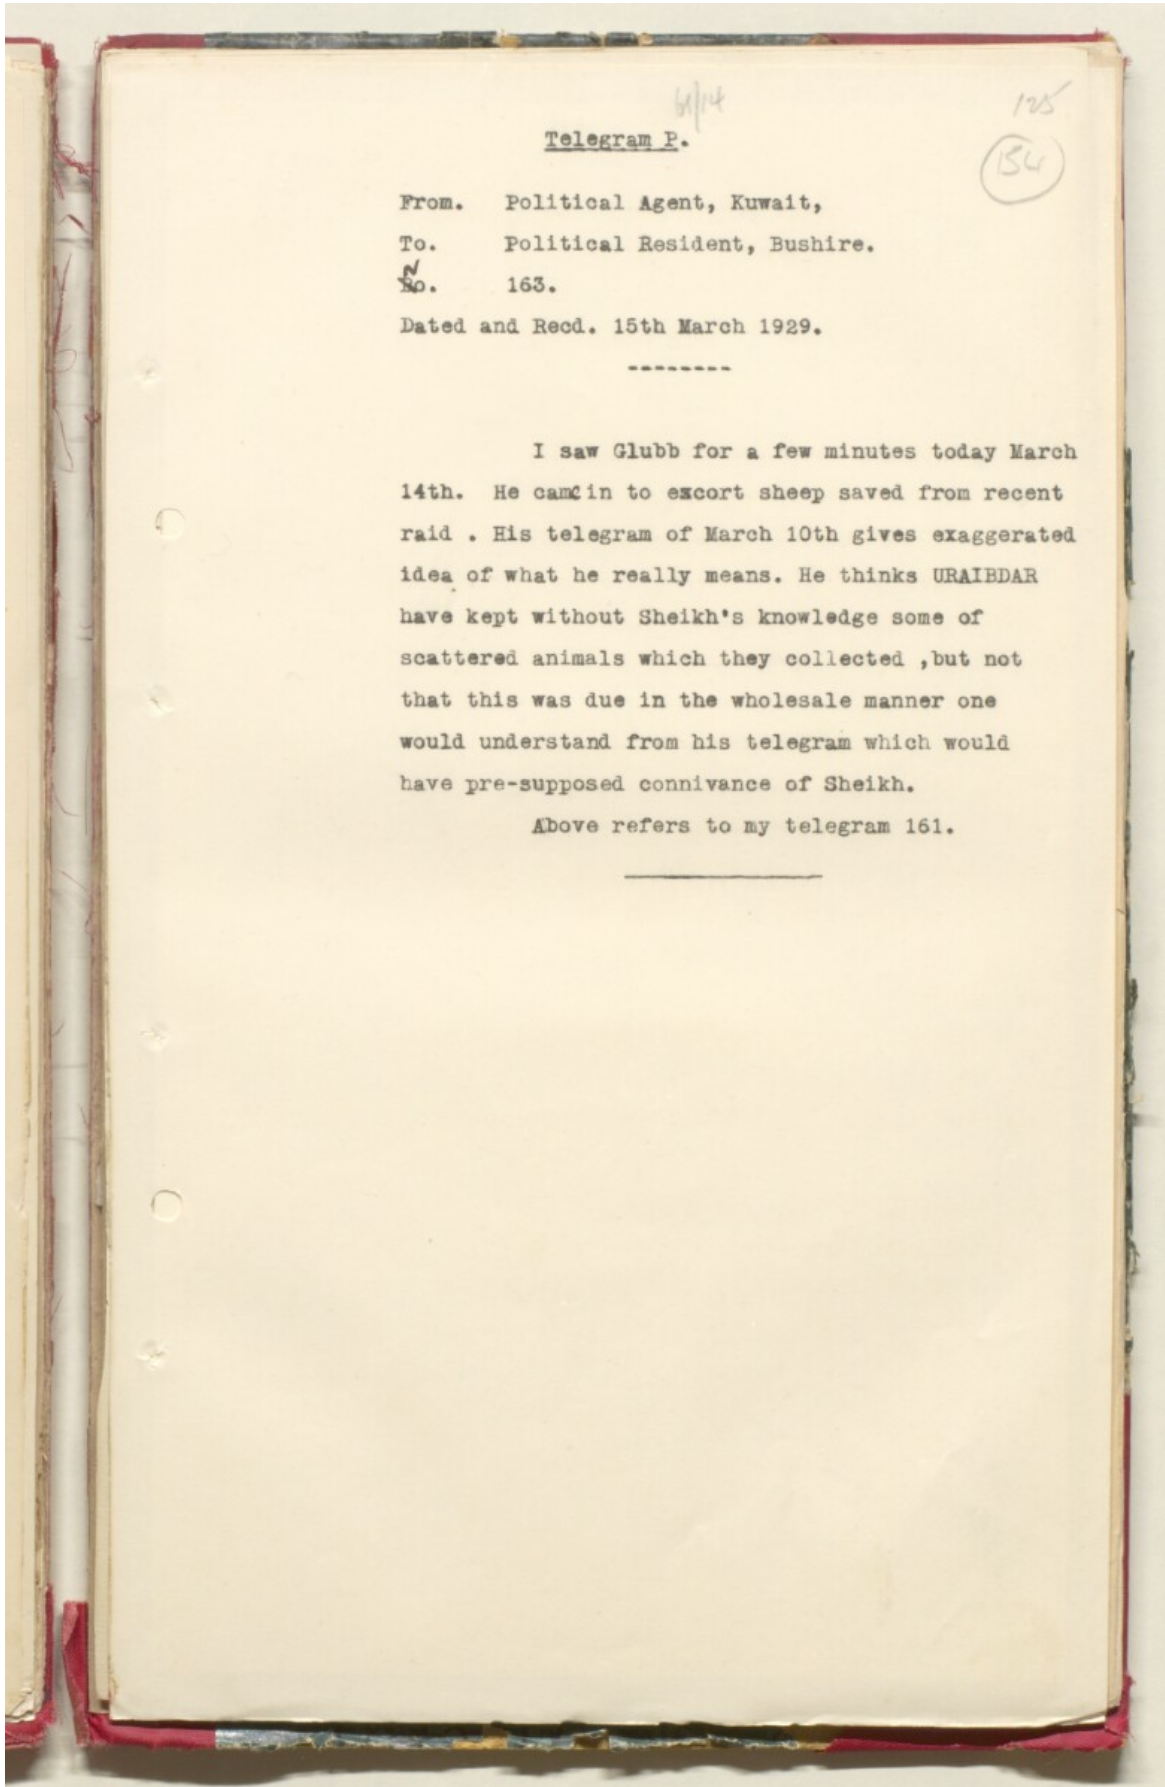 61/14
125
154
Telegram P.
From. Political Agent, Kuwait,
To. Political Resident, Bushire.
No. 163.
Dated and Recd. 15th March 1929.
--------
I saw Glubb for a few minutes today March
14th. He came in to excort sheep saved from recent
raid . His telegram of March 10th gives exaggerated
idea of what he really means. He thinks URAIBDAR
have kept without Sheikh's knowledge some of
scattered animals which they collected ,but not
that this was due in the wholesale manner one
would understand from his telegram which would
have pre-supposed connivance of Sheikh.
Above refers to my telegram 161.